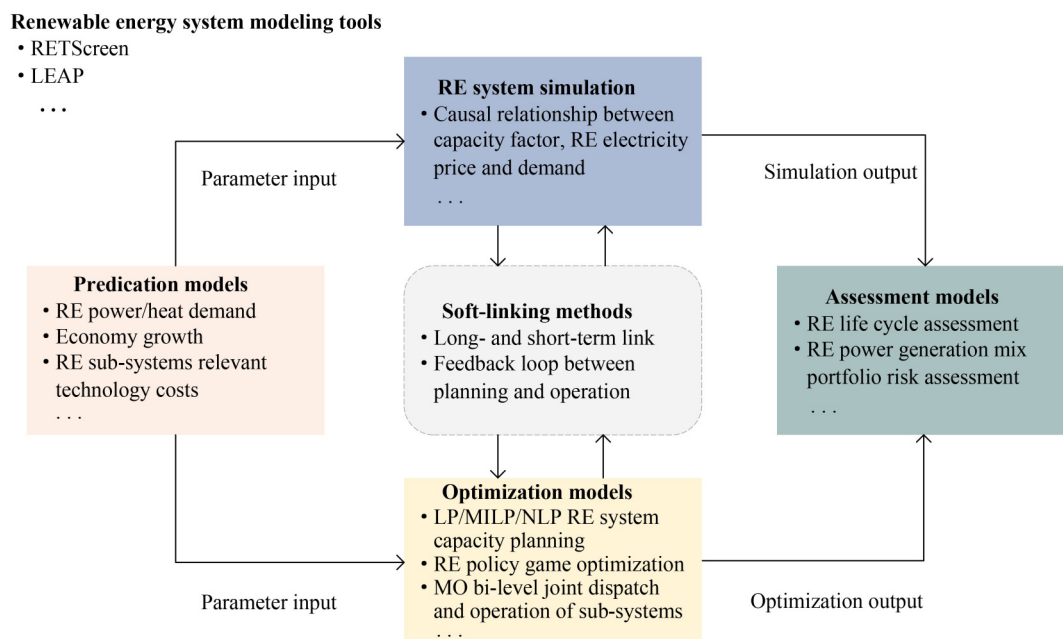 Renewable energy system modeling tools
• RETScreen
• LEAP
...
RE system simulation
• Causal relationship between
capacity factor, RE electricity
price and demand
...
Parameter input
Simulation output
Predication models
• RE power/heat demand
• Economy growth
• RE sub-systems relevant
technology costs
...
Soft-linking methods
• Long- and short-term link
• Feedback loop between
planning and operation
Assessment models
• RE life cycle assessment
• RE power generation mix
portfolio risk assessment
...
Optimization models
• LP/MILP/NLP RE system
capacity planning
• RE policy game optimization
• MO bi-level joint dispatch
and operation of sub-systems
...
Parameter input
Optimization output